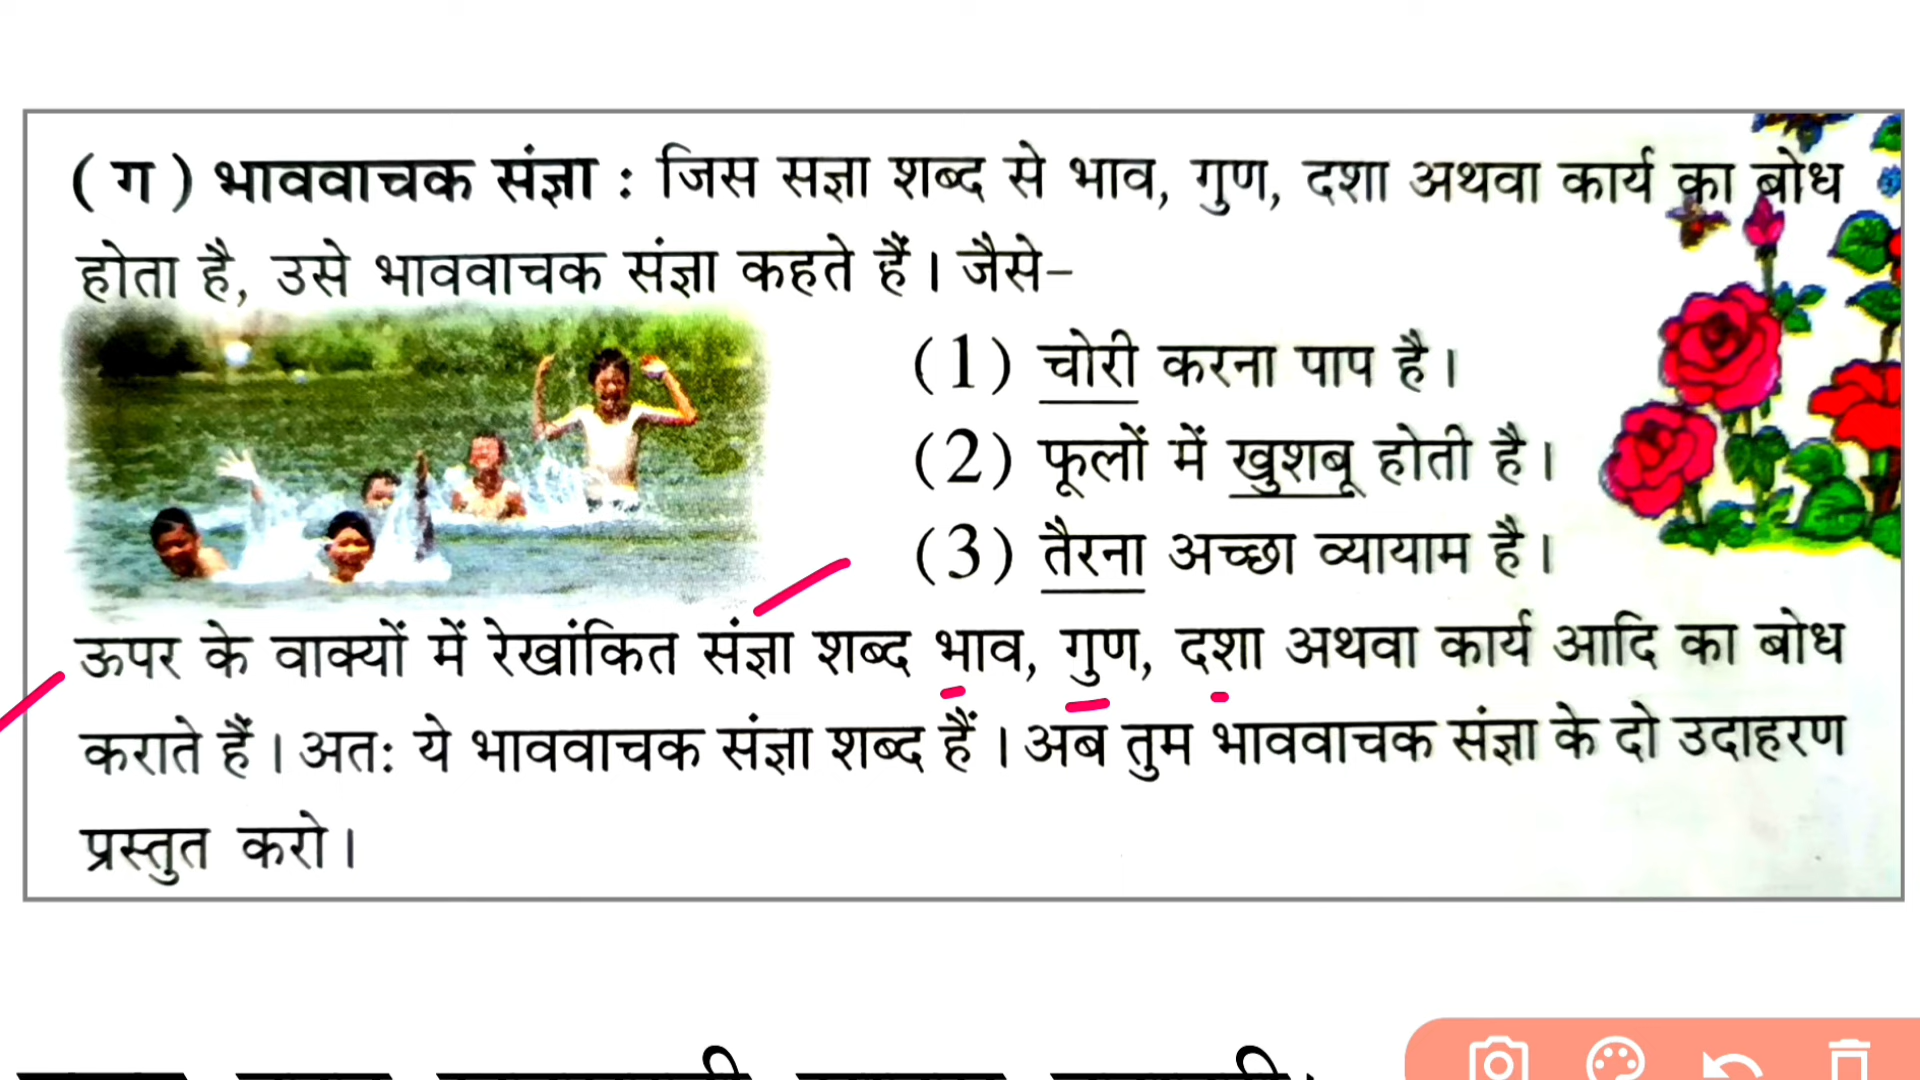 ( ग ) भाववाचक संज्ञा : जिस सज्ञा शब्द से भाव, गुण, दशा अथवा कार्य का बोध
होता है, उसे भाववाचक संज्ञा कहते हैं। जैसे-
(1) चोरी करना पाप है।
(2) फूलों में खुशबू होती है।
(3) तैरना अच्छा व्यायाम है।
ऊपर के वाक्यों में रेखांकित संज्ञा शब्द भाव, गुण, दशा अथवा कार्य आदि का बोध
कराते हैं। अत: ये भाववाचक संज्ञा शब्द हैं। अब तुम भाववाचक संज्ञा के दो उदाहरण
प्रस्तुत करो।